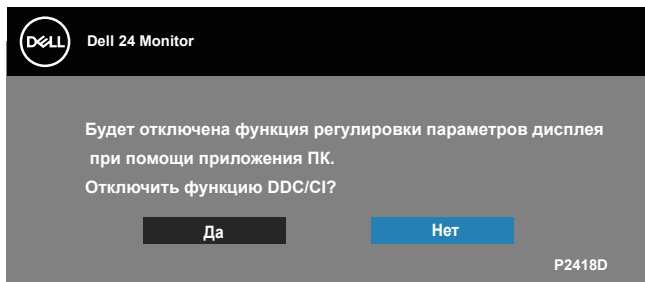 DELL
Dell 24 Monitor
Будет отключена функция регулировки параметров дисплея
при помощи приложения ПК.
Отключить функцию DDC/CI?
Да Нет
P2418D